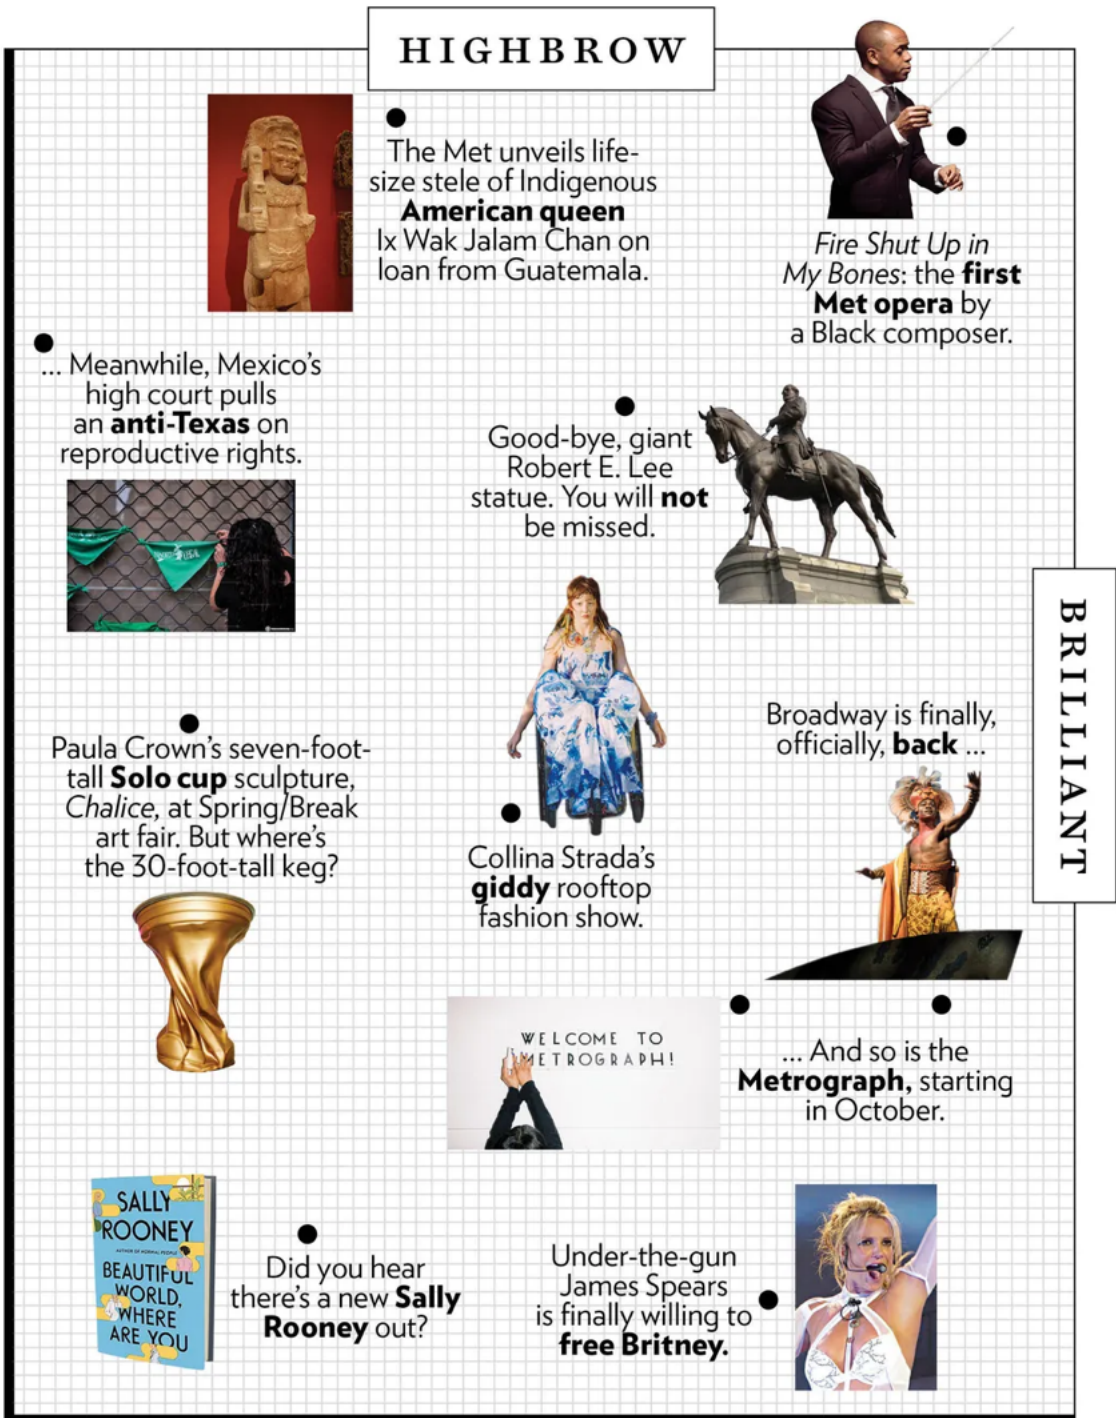 HIGHBROW
The Met unveils life-
size stele of Indigenous
American queen
Ix Wak Jalam Chan on
loan from Guatemala.
Fire Shut Up in
My Bones: the first
Met opera by
a Black composer.
... Meanwhile, Mexico's
high court pulls
an anti-Texas on
reproductive rights.
Good-bye, giant
Robert E. Lee
statue. You will not
be missed.
BRILLIANT
Paula Crown's seven-foot-
tall Solo cup sculpture,
Chalice, at Spring/Break
art fair. But where's
the 30-foot-tall keg?
Collina Strada's
giddy rooftop
fashion show.
Broadway is finally,
officially, back ...
WELCOME TO
METROGRAPH!
... And so is the
Metrograph, starting
in October.
SALLY
ROONEY
AUTHOR OF NORMAL PEOPLE
BEAUTIFUL
WORLD,
WHERE
ARE YOU
Did you hear
there's a new Sally
Rooney out?
Under-the-gun
James Spears
is finally willing to
free Britney.